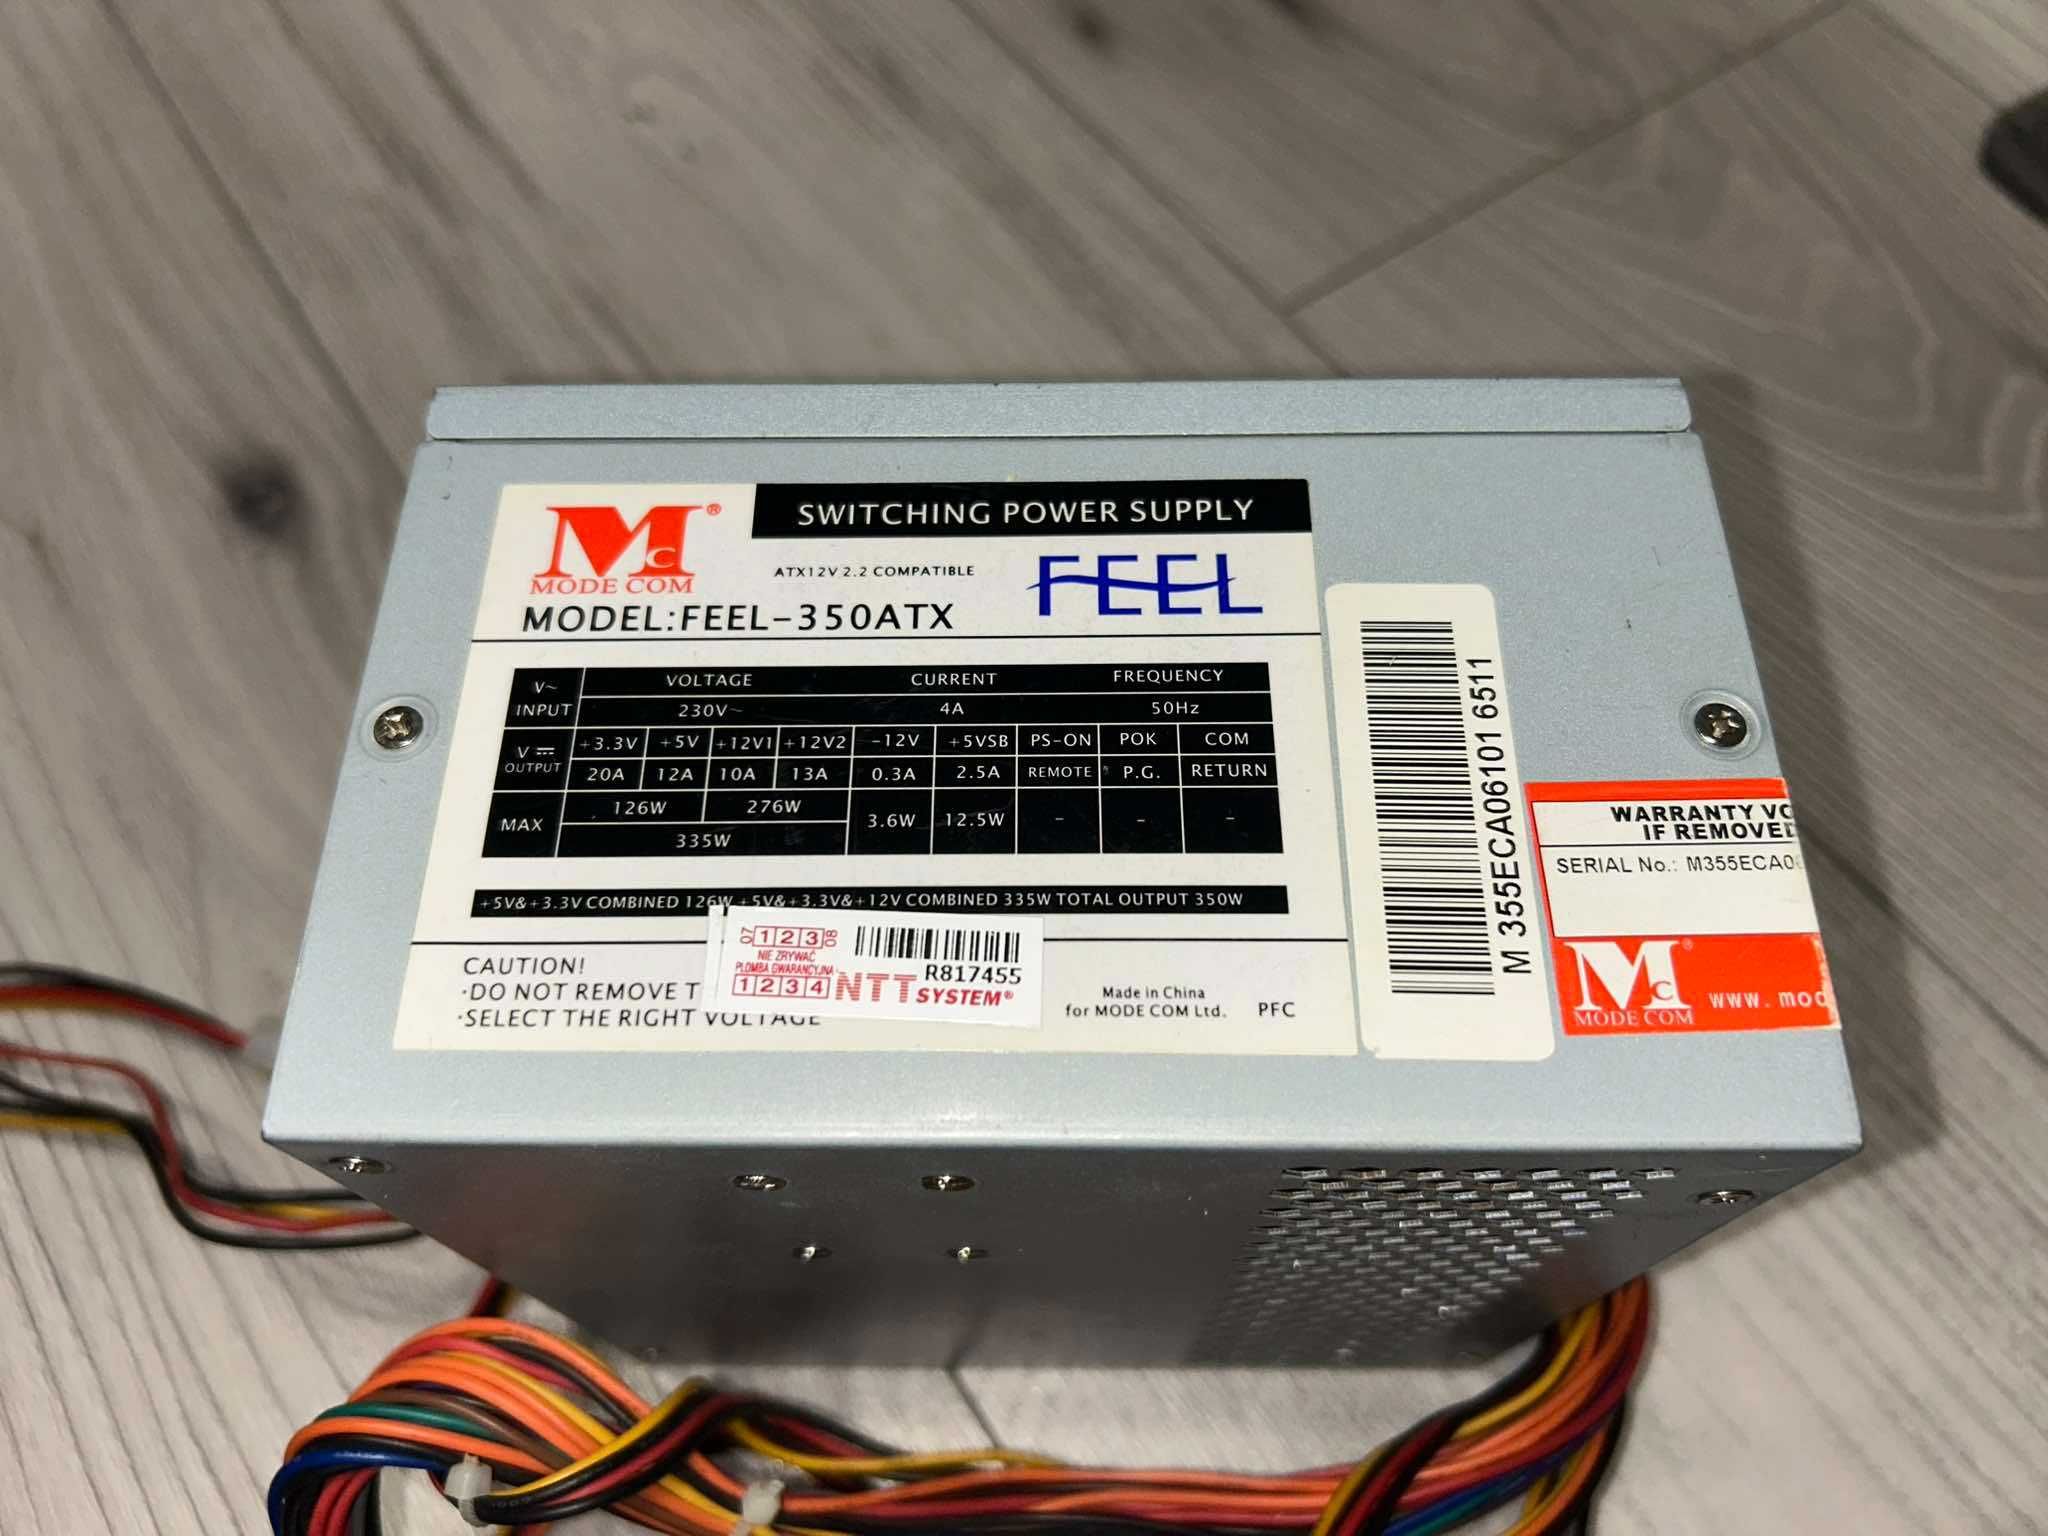 MC®
MODE COM
SWITCHING POWER SUPPLY
ATX12V 2.2 COMPATIBLE
FEEL
MODEL:FEEL-350ATX
V~ INPUT VOLTAGE CURRENT FREQUENCY
230V~ 4A 50Hz
V OUTPUT +3.3V +5V +12V1 +12V2 -12V +5VSB PS-ON POK COM
20A 12A 10A 13A 0.3A 2.5A REMOTE P.G. RETURN
MAX 126W 276W 3.6W 12.5W - - -
335W
+5V&+3.3V COMBINED 126W +5V&+3.3V&+12V COMBINED 335W TOTAL OUTPUT 350W
CAUTION!
·DO NOT REMOVE T
·SELECT THE RIGHT VOLTAGE
07 1 2 3 08
NIE ZRYWAĆ
PLOMBA GWARANCYJNA
1 2 3 4
R817455
NTT SYSTEM®
Made in China
for MODE COM Ltd.
PFC
M 355ECA06101 6511
WARRANTY VO
IF REMOVED
SERIAL No.: M355ECA0
MC®
MODE COM
www.mod